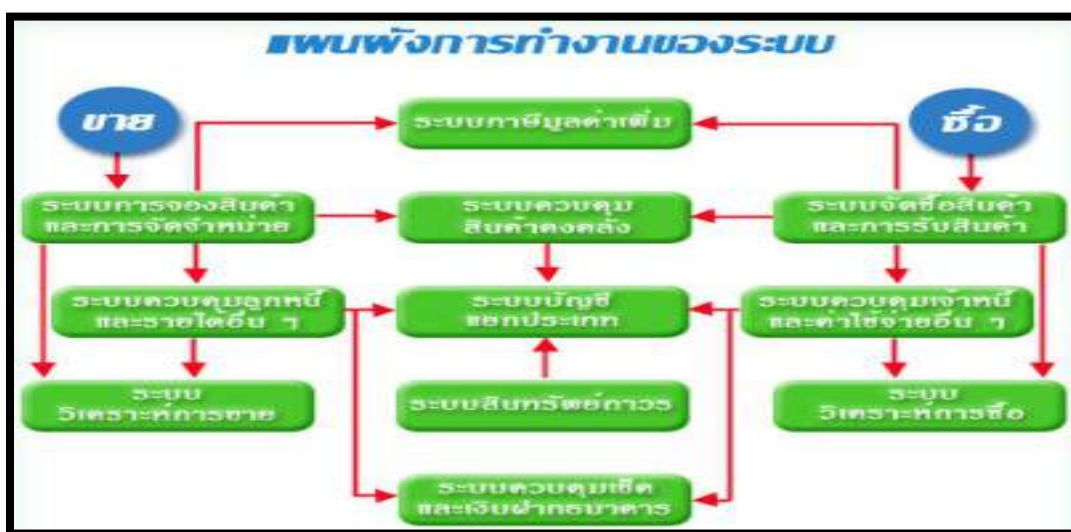 แผนผังการทำงานของระบบ
ขาย
ซื้อ
ระบบภาษีมูลค่าเพิ่ม
ระบบการจองสินค้า
และการจัดจำหน่าย
ระบบควบคุม
สินค้าคงคลัง
ระบบจัดซื้อสินค้า
และการรับสินค้า
ระบบควบคุมลูกหนี้
และรายได้อื่น ๆ
ระบบบัญชี
แยกประเภท
ระบบควบคุมเจ้าหนี้
และค่าใช้จ่ายอื่น ๆ
ระบบ
วิเคราะห์การขาย
ระบบสินทรัพย์ถาวร
ระบบ
วิเคราะห์การซื้อ
ระบบควบคุมเช็ค
และเงินฝากธนาคาร